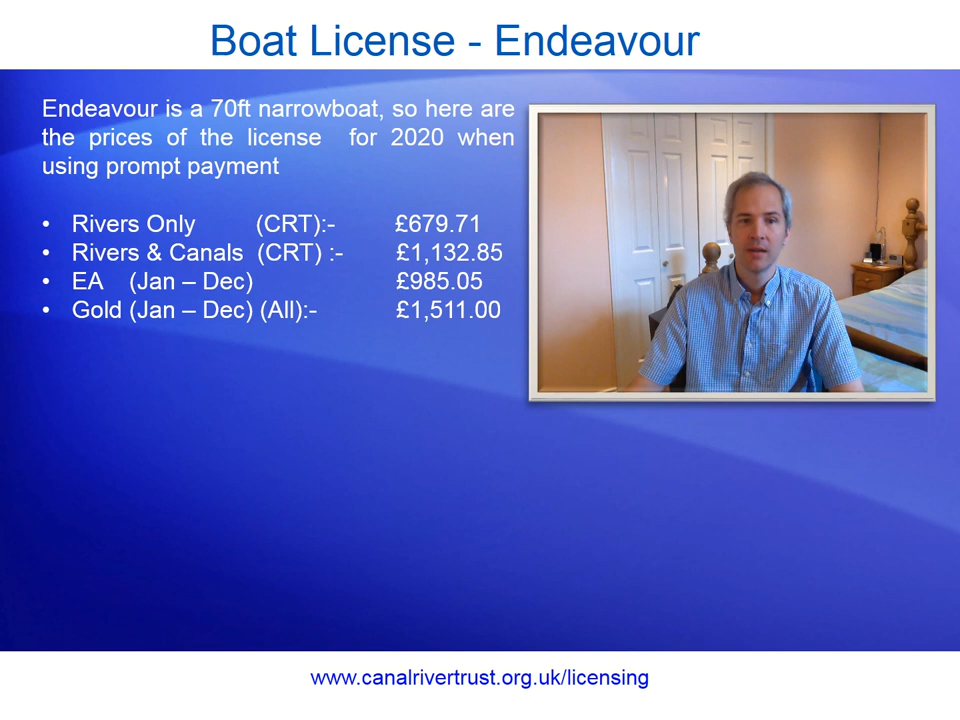 Boat License - Endeavour
Endeavour is a 70ft narrowboat, so here are
the prices of the license for 2020 when
using prompt payment
• Rivers Only (CRT):- £679.71
• Rivers & Canals (CRT) :- £1,132.85
• EA (Jan – Dec) £985.05
• Gold (Jan – Dec) (All):- £1,511.00
www.canalrivertrust.org.uk/licensing